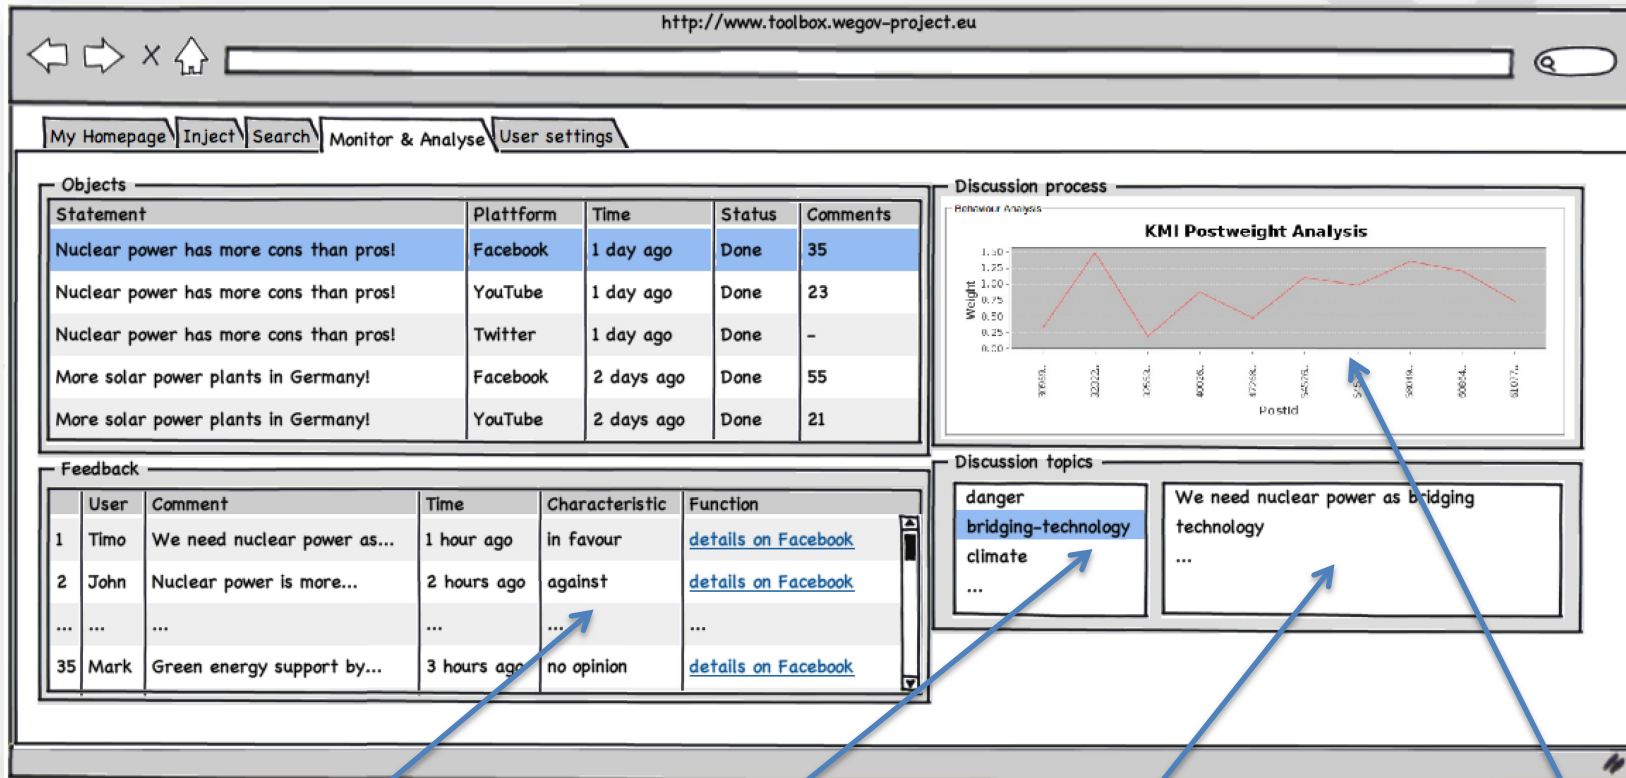 http://www.toolbox.wegov-project.eu
My Homepage Inject Search Monitor & Analyse User settings
Objects
Statement Plattform Time Status Comments
Nuclear power has more cons than pros! Facebook 1 day ago Done 35
Nuclear power has more cons than pros! YouTube 1 day ago Done 23
Nuclear power has more cons than pros! Twitter 1 day ago Done -
More solar power plants in Germany! Facebook 2 days ago Done 55
More solar power plants in Germany! YouTube 2 days ago Done 21
Feedback
User Comment Time Characteristic Function
1 Timo We need nuclear power as... 1 hour ago in favour details on Facebook
2 John Nuclear power is more... 2 hours ago against details on Facebook
... ... ... ... ... ...
35 Mark Green energy support by... 3 hours ago no opinion details on Facebook
Discussion process
Behaviour Analysis
KMI Postweight Analysis
Weight
1.50
1.25
1.00
0.75
0.50
0.25
0.00
PostId
Discussion topics
danger
bridging-technology
climate
...
We need nuclear power as bridging
technology
...